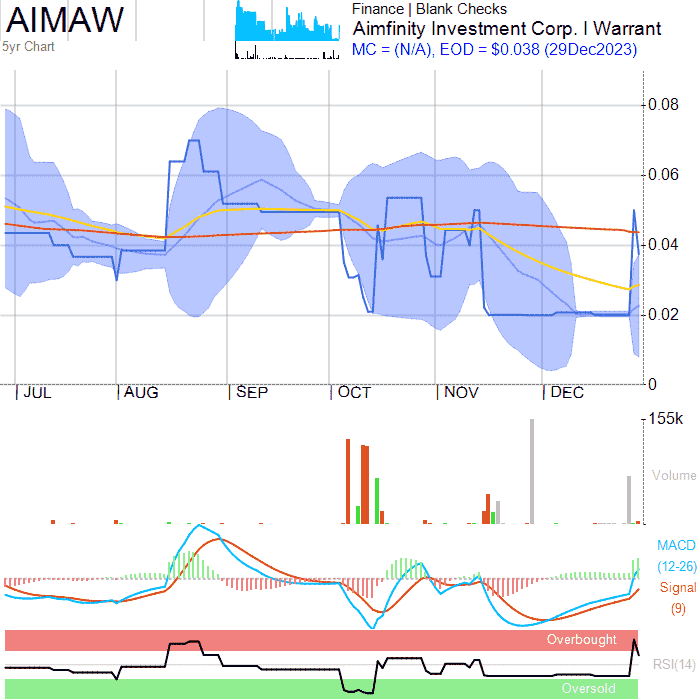 AIMAW
5yr Chart
Finance | Blank Checks
Aimfinity Investment Corp. I Warrant
MC = (N/A), EOD = $0.038 (29Dec2023)
0.08
0.06
0.04
0.02
0
JUL AUG SEP OCT NOV DEC
155k
Volume
MACD
(12-26)
Signal
(9)
Overbought
RSI(14)
Oversold